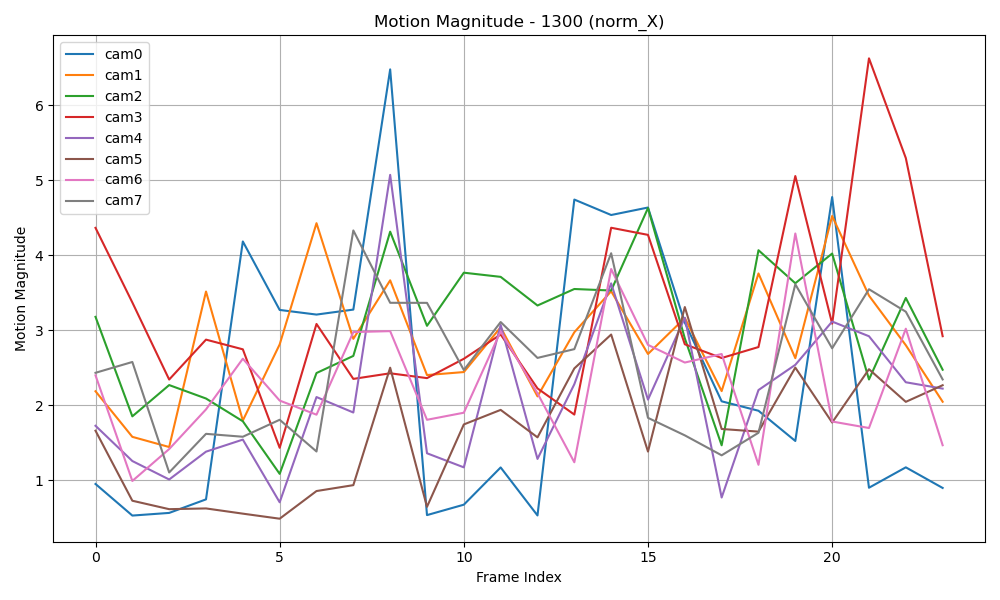 Motion Magnitude - 1300 (norm_X)
cam0
cam1
cam2
cam3
cam4
cam5
cam6
cam7
Motion Magnitude
6
5
4
3
2
1
0 5 10 15 20
Frame Index